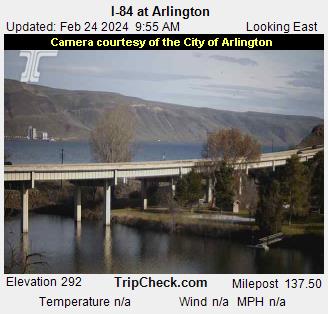 I-84 at Arlington
Updated: Feb 24 2024 9:55 AM Looking East
Camera courtesy of the City of Arlington
Elevation 292 TripCheck.com Milepost 137.50
Temperature n/a Wind n/a MPH n/a